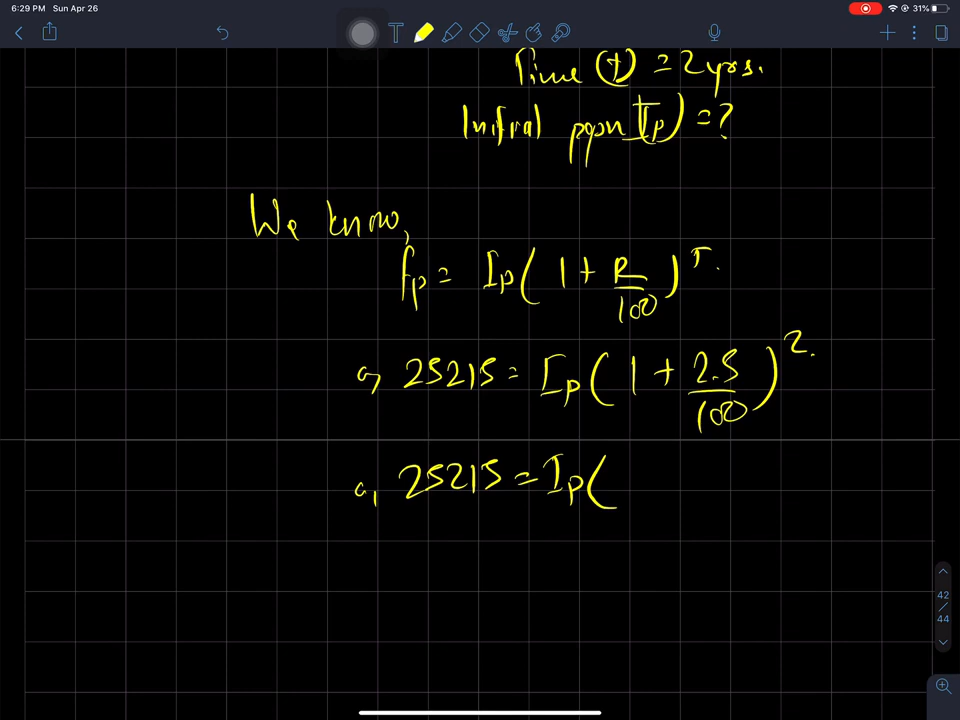 6:29 PM Sun Apr 26
31%
Time (t) = 2 yrs.
Initial popn (Ip) = ?
We know,
fp = Ip ( 1 + R/100 )^T.
or, 25215 = Ip ( 1 + 2.5/100 )^2.
or, 25215 = Ip (
42
/
44